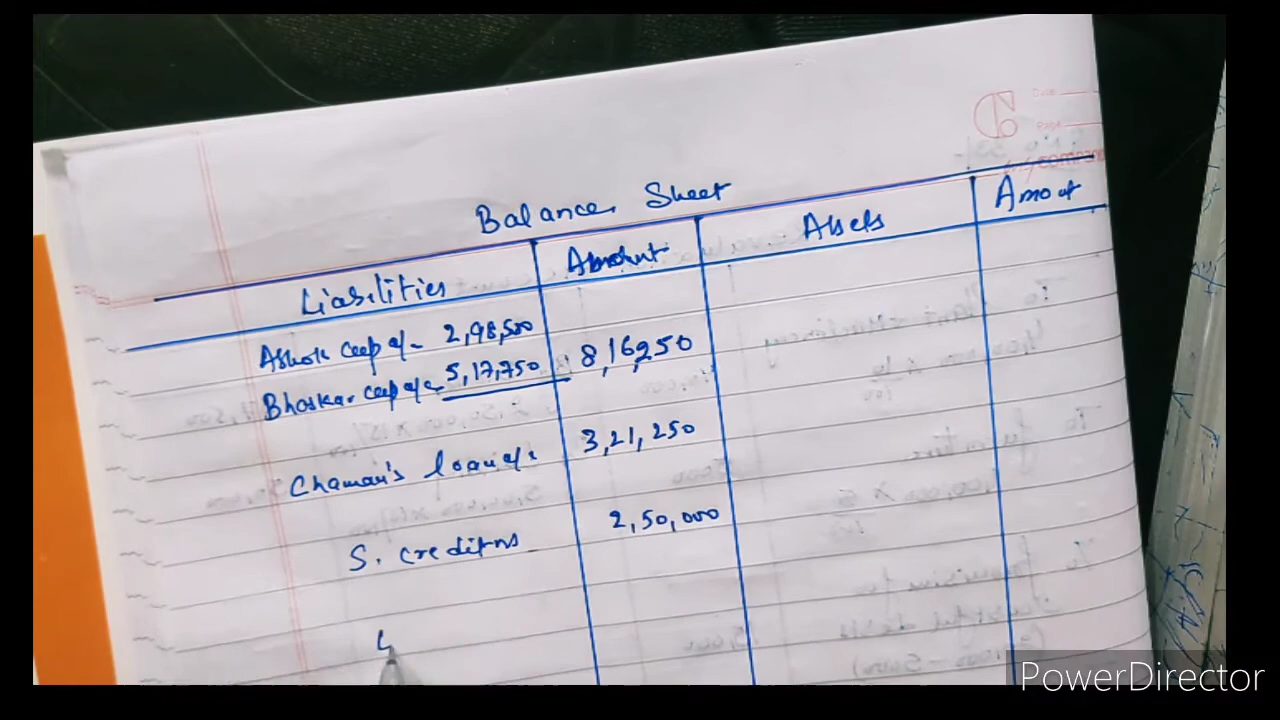 Balance Sheet
Liabilities Amount Assets Amout
Ashok cap a/c 2,98,500
Bhaskar cap a/c 5,17,750 8,16,250
Chaman's loan a/c 3,21,250
S. creditors 2,50,000
PowerDirector